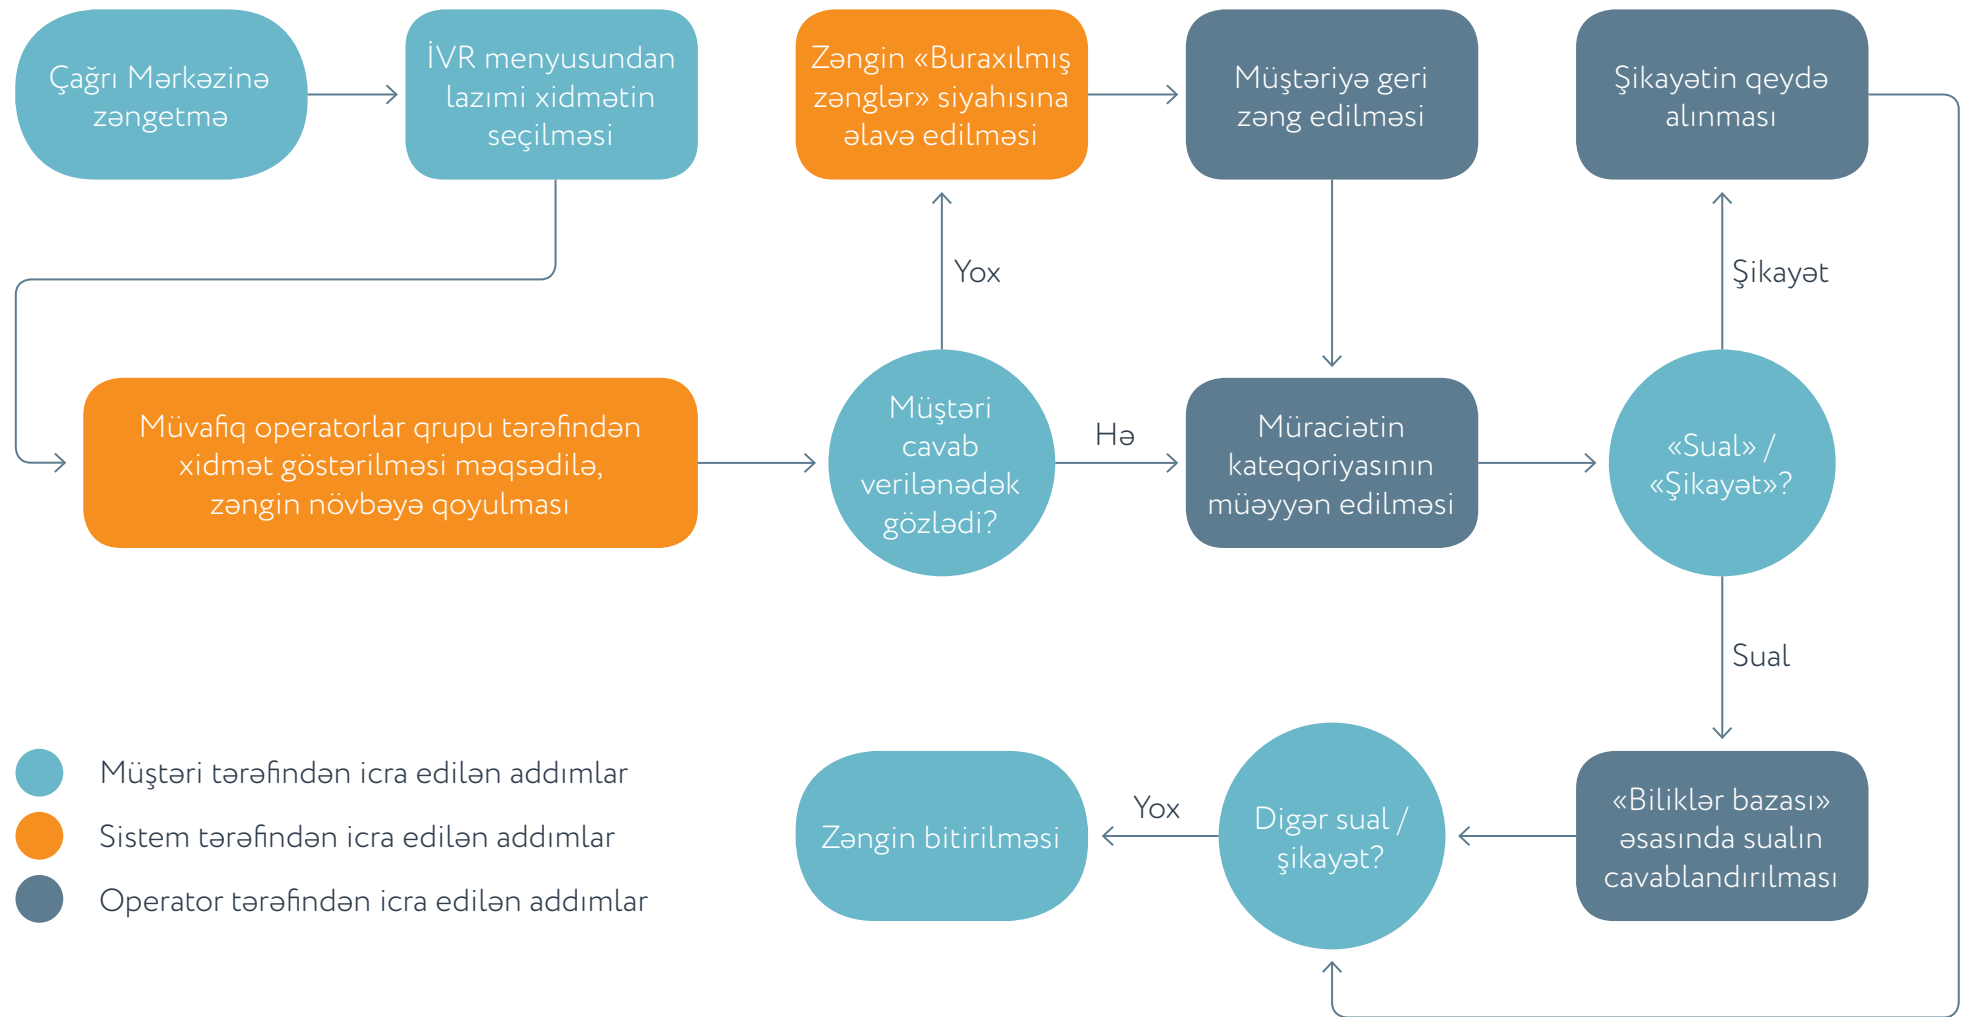 Çağrı Mərkəzinə
zəngetmə
İVR menyusundan
lazımi xidmətin
seçilməsi
Zəngin «Buraxılmış
zənglər» siyahısına
əlavə edilməsi
Müştəriyə geri
zəng edilməsi
Şikayətin qeydə
alınması
Yox
Şikayət
Müvafiq operatorlar qrupu tərəfindən
xidmət göstərilməsi məqsədilə,
zəngin növbəyə qoyulması
Müştəri
cavab
verilənədək
gözlədi?
Hə
Müraciətin
kateqoriyasının
müəyyən edilməsi
«Sual» /
«Şikayət»?
Sual
Müştəri tərəfindən icra edilən addımlar
Sistem tərəfindən icra edilən addımlar
Operator tərəfindən icra edilən addımlar
Zəngin bitirilməsi
Yox
Digər sual /
şikayət?
«Biliklər bazası»
əsasında sualın
cavablandırılması